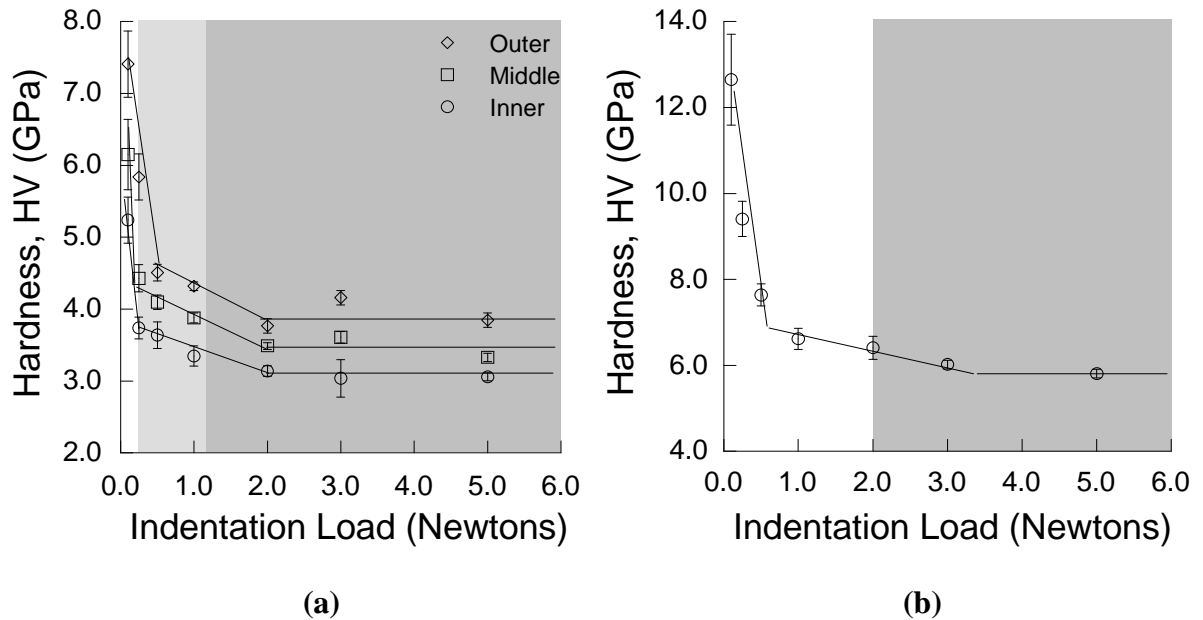 8.0
7.0
6.0
5.0
4.0
3.0
2.0
Hardness, HV (GPa)
Outer
Middle
Inner
0.0 1.0 2.0 3.0 4.0 5.0 6.0
Indentation Load (Newtons)
(a)
14.0
12.0
10.0
8.0
6.0
4.0
Hardness, HV (GPa)
0.0 1.0 2.0 3.0 4.0 5.0 6.0
Indentation Load (Newtons)
(b)